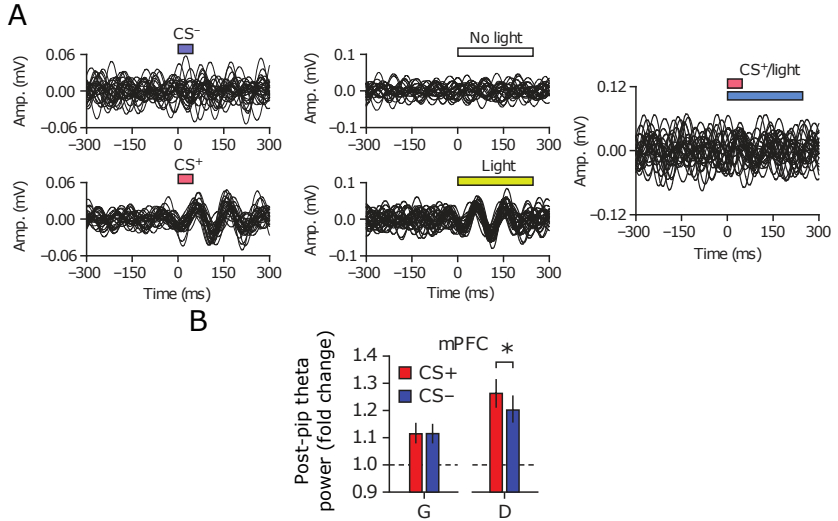 A
CS⁻
Amp. (mV)
0.06
0.00
−0.06
−300 −150 0 150 300
CS⁺
Amp. (mV)
0.06
0.00
−0.06
−300 −150 0 150 300
Time (ms)
No light
Amp. (mV)
0.1
0.0
−0.1
−300 −150 0 150 300
Light
Amp. (mV)
0.1
0.0
−0.1
−300 −150 0 150 300
Time (ms)
CS⁺/light
Amp. (mV)
0.12
0.00
−0.12
−300 −150 0 150 300
Time (ms)
B
mPFC
Post-pip theta
power (fold change)
1.4
1.3
1.2
1.1
1.0
0.9
CS+
CS−
*
G D